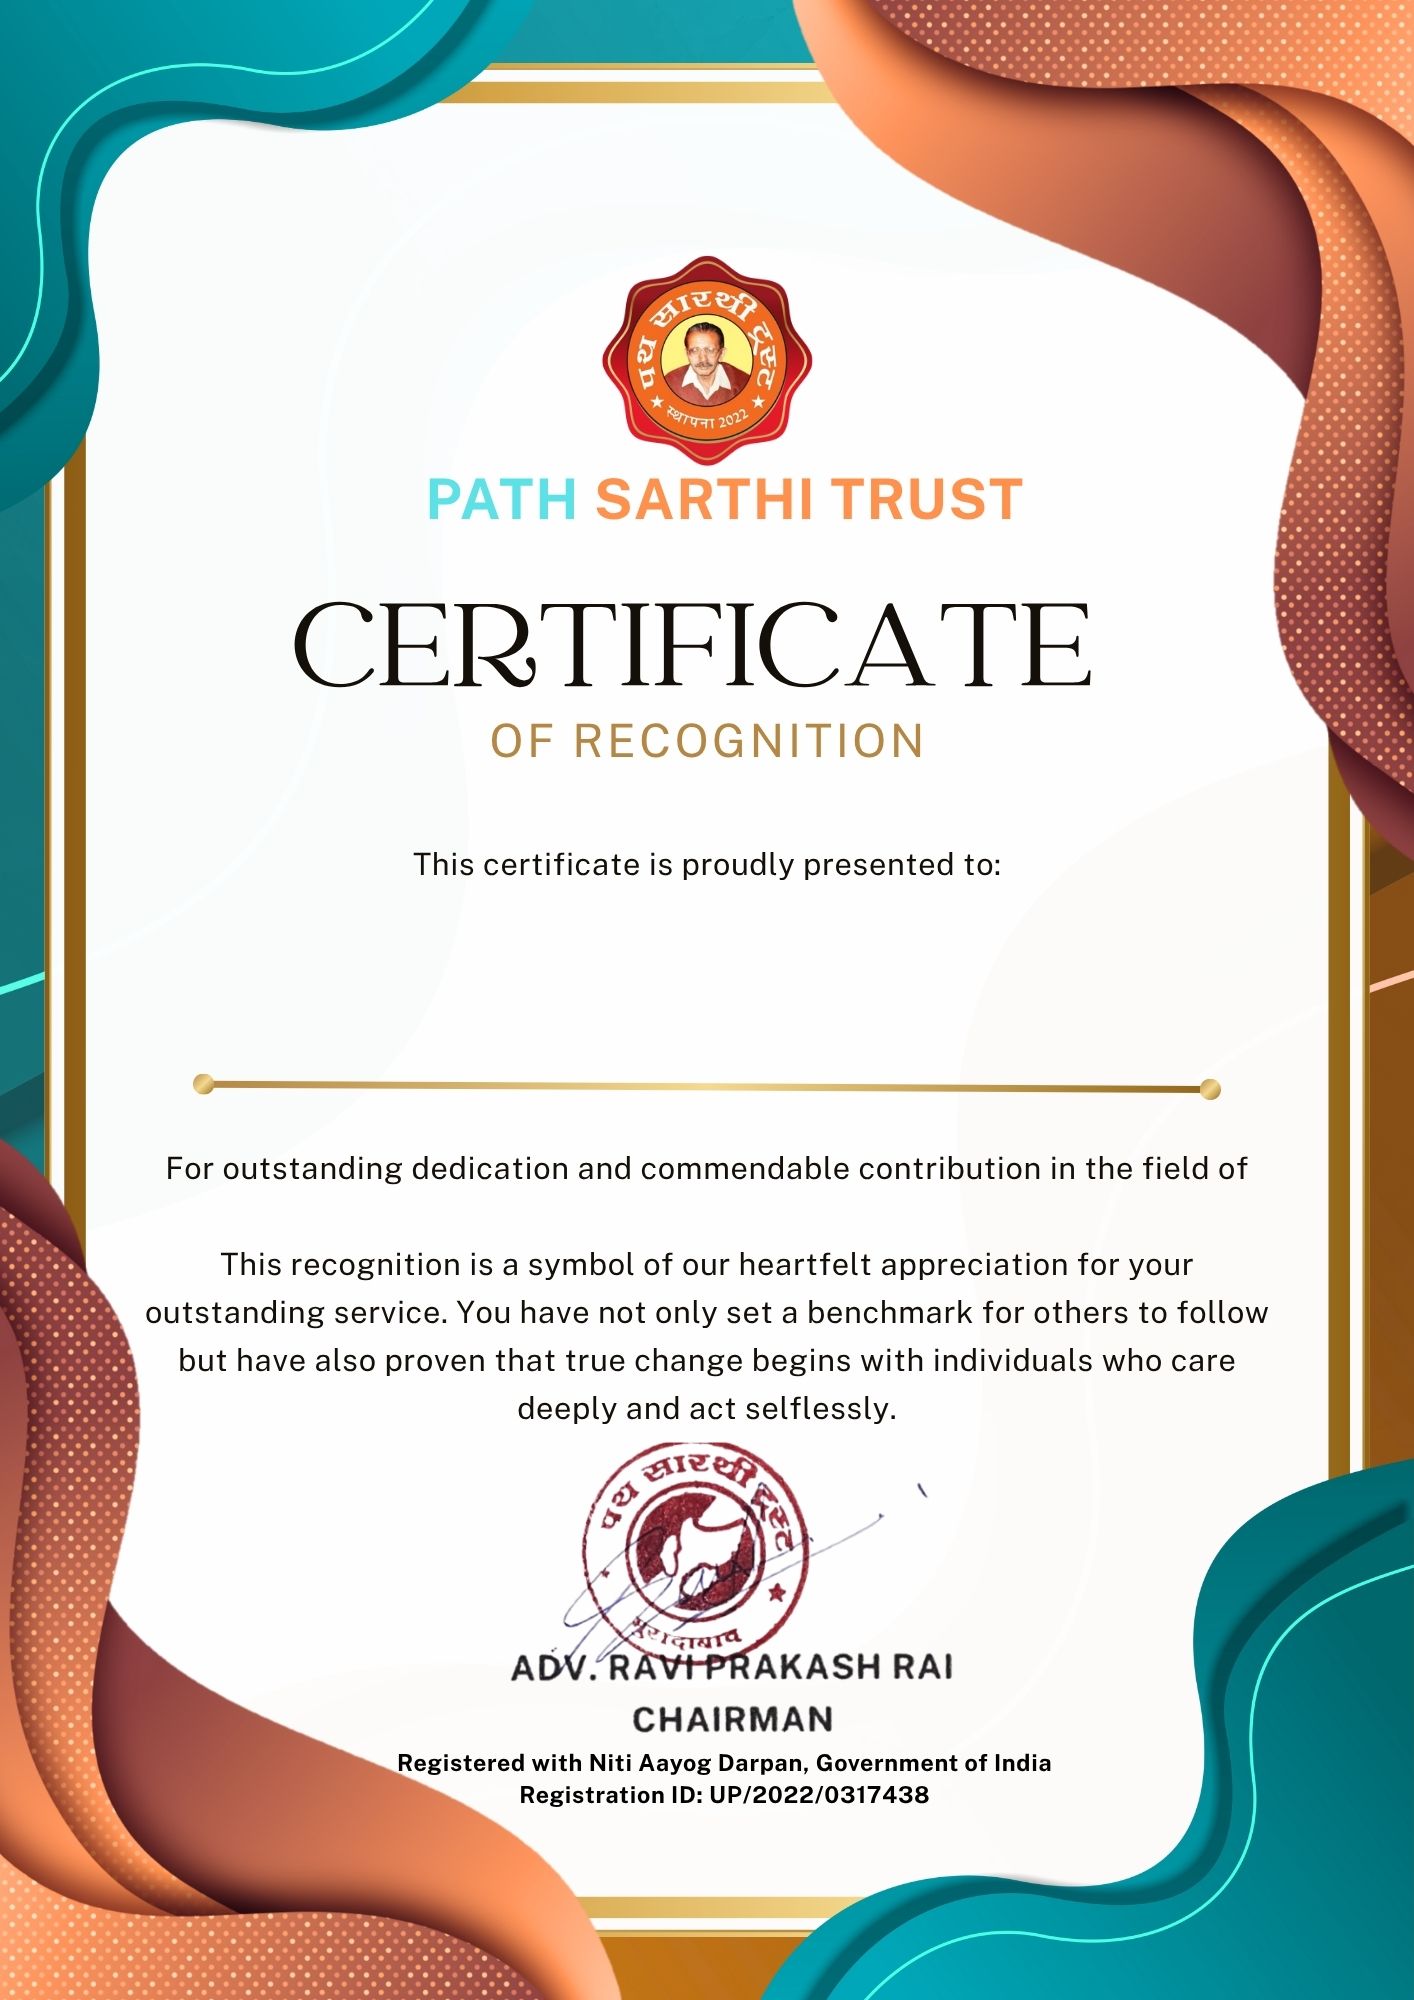 पथ सारथी ट्रस्ट
स्थापना 2022
PATH SARTHI TRUST
CERTIFICATE
OF RECOGNITION
This certificate is proudly presented to:
For outstanding dedication and commendable contribution in the field of
This recognition is a symbol of our heartfelt appreciation for your
outstanding service. You have not only set a benchmark for others to follow
but have also proven that true change begins with individuals who care
deeply and act selflessly.
पथ सारथी ट्रस्ट
मुरादाबाद
ADV. RAVI PRAKASH RAI
CHAIRMAN
Registered with Niti Aayog Darpan, Government of India
Registration ID: UP/2022/0317438